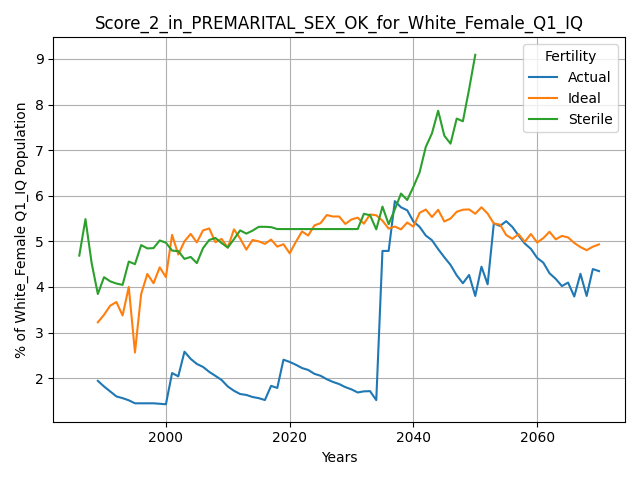 Score_2_in_PREMARITAL_SEX_OK_for_White_Female_Q1_IQ
% of White_Female Q1_IQ Population
9
8
7
6
5
4
3
2
Fertility
Actual
Ideal
Sterile
2000
2020
2040
2060
Years